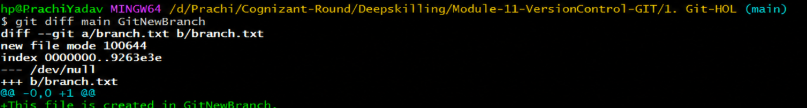 hp@PrachiYadav MINGW64 /d/Prachi/Cognizant-Round/Deepskilling/Module-11-VersionControl-GIT/1. Git-HOL (main)
$ git diff main GitNewBranch
diff --git a/branch.txt b/branch.txt
new file mode 100644
index 0000000..9263e3e
--- /dev/null
+++ b/branch.txt
@@ -0,0 +1 @@
+This file is created in GitNewBranch.